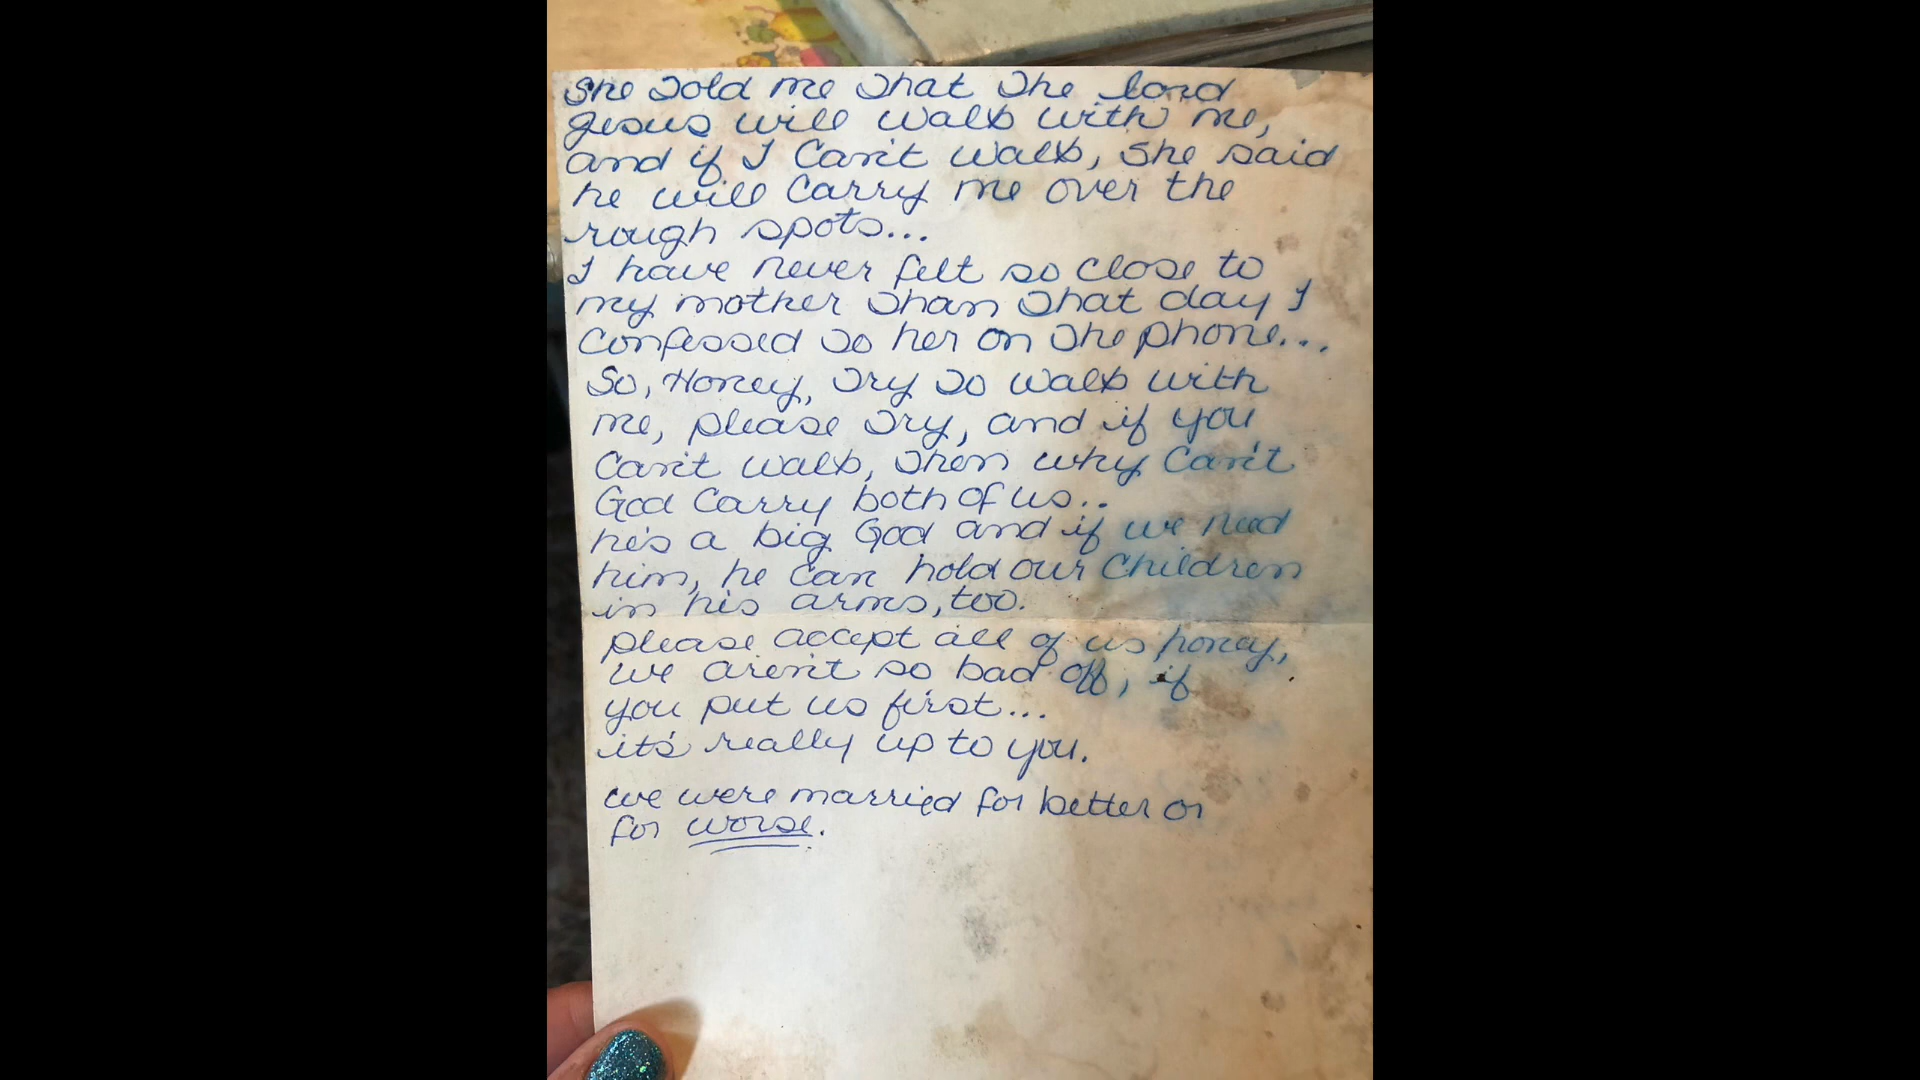 She told me that the lord
Jesus will walk with me,
and if I can't walk, she said
he will carry me over the
rough spots...
I have never felt so close to
my mother than that day I
confessed to her on the phone...
So, Honey, try to walk with
me, please try, and if you
can't walk, then why can't
God carry both of us..
he's a big God and if we need
him, he can hold our children
in his arms, too.
please accept all of us honey,
we aren't so bad off, if
you put us first...
it's really up to you.
we were married for better or
for worse.